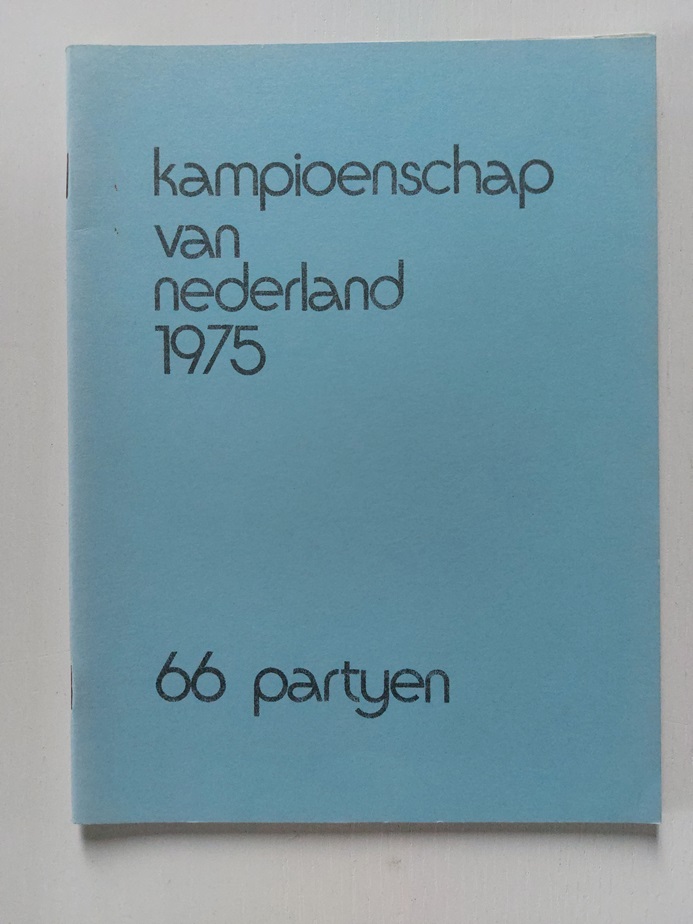 kampioenschap
van
nederland
1975
66 partyen